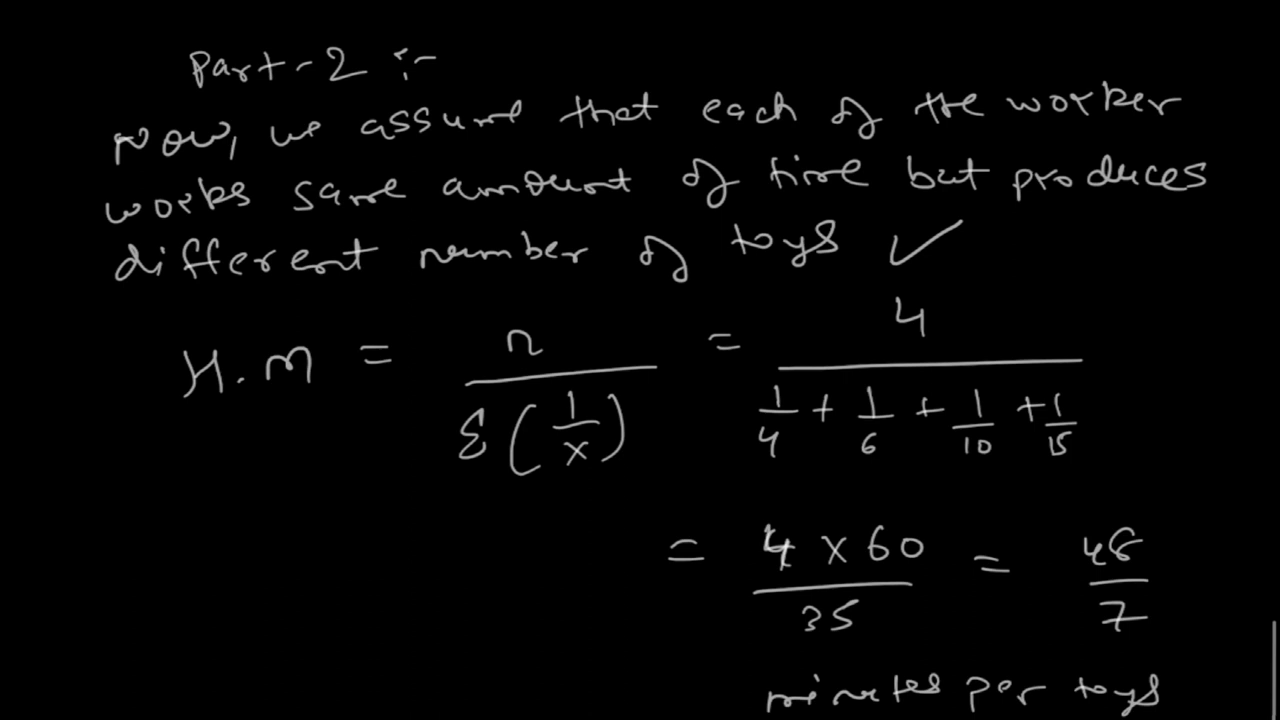 Part-2 :-
Now, we assume that each of the worker
works same amount of time but produces
different number of toys ✓
H.M = n / Σ(1/x) = 4 / (1/4 + 1/6 + 1/10 + 1/15)
= 4 x 60 / 35 = 48 / 7
minutes per toys